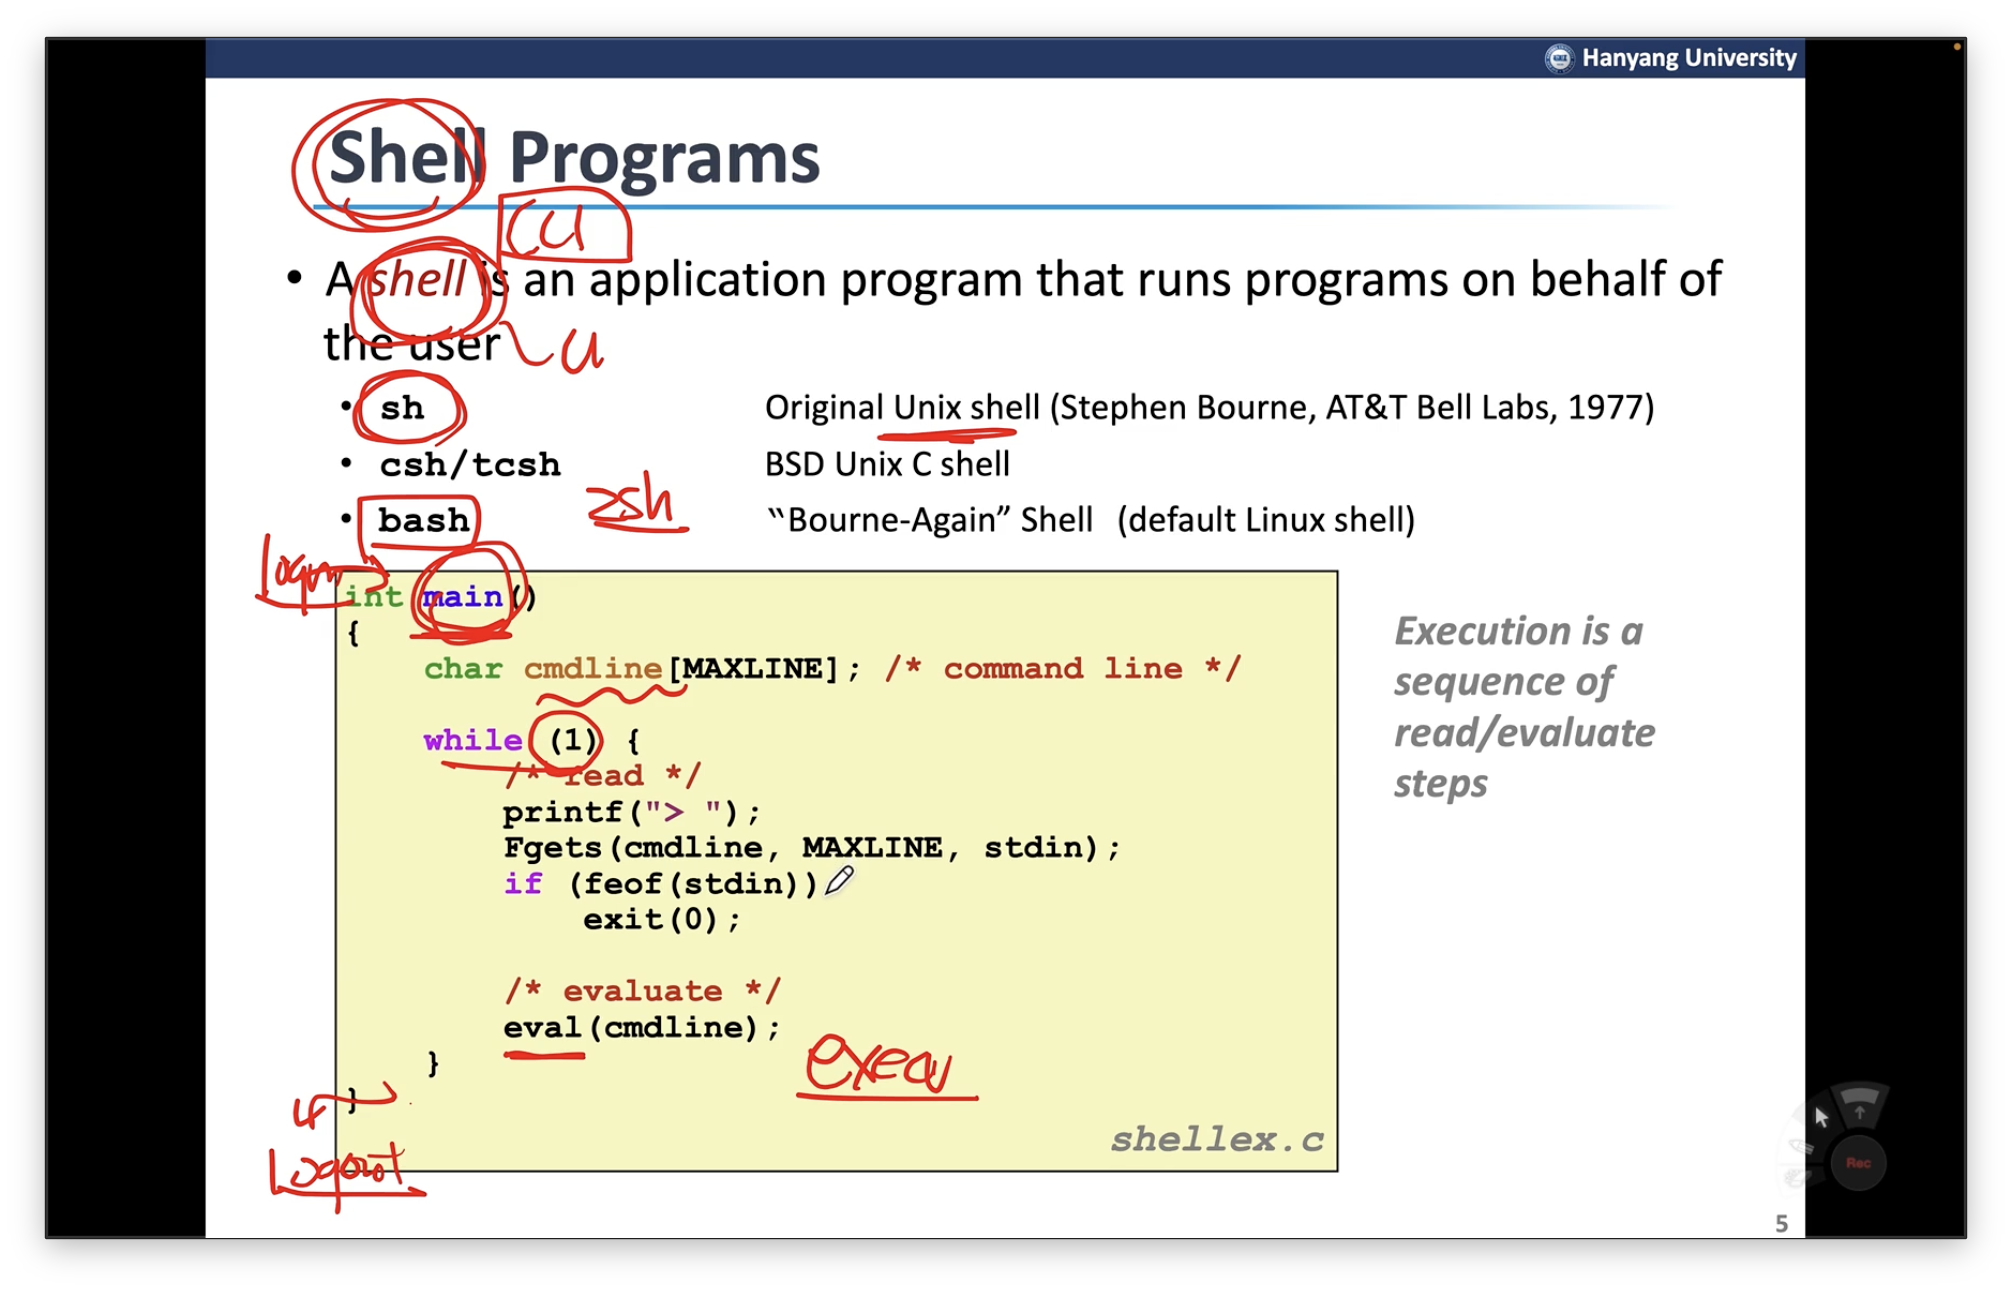 Hanyang University
Shell Programs
• A shell is an application program that runs programs on behalf of
the user
• sh Original Unix shell (Stephen Bourne, AT&T Bell Labs, 1977)
• csh/tcsh BSD Unix C shell
zsh
• bash “Bourne-Again” Shell (default Linux shell)
login
int main()
{
char cmdline[MAXLINE]; /* command line */
while (1) {
/* read */
printf("> ");
Fgets(cmdline, MAXLINE, stdin);
if (feof(stdin))
exit(0);
/* evaluate */
eval(cmdline);
}
}
logout
shellex.c
Execution is a
sequence of
read/evaluate
steps
Rec
5